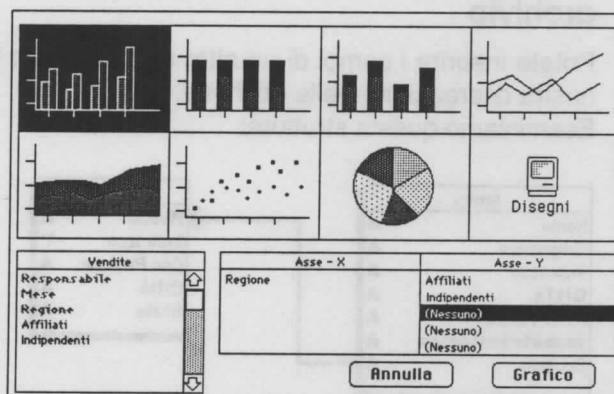 Disegni
Vendite
Responsabile
Mese
Regione
Affiliati
Indipendenti
Asse - X
Asse - Y
Regione
Affiliati
Indipendenti
(Nessuno)
(Nessuno)
(Nessuno)
Annulla
Grafico